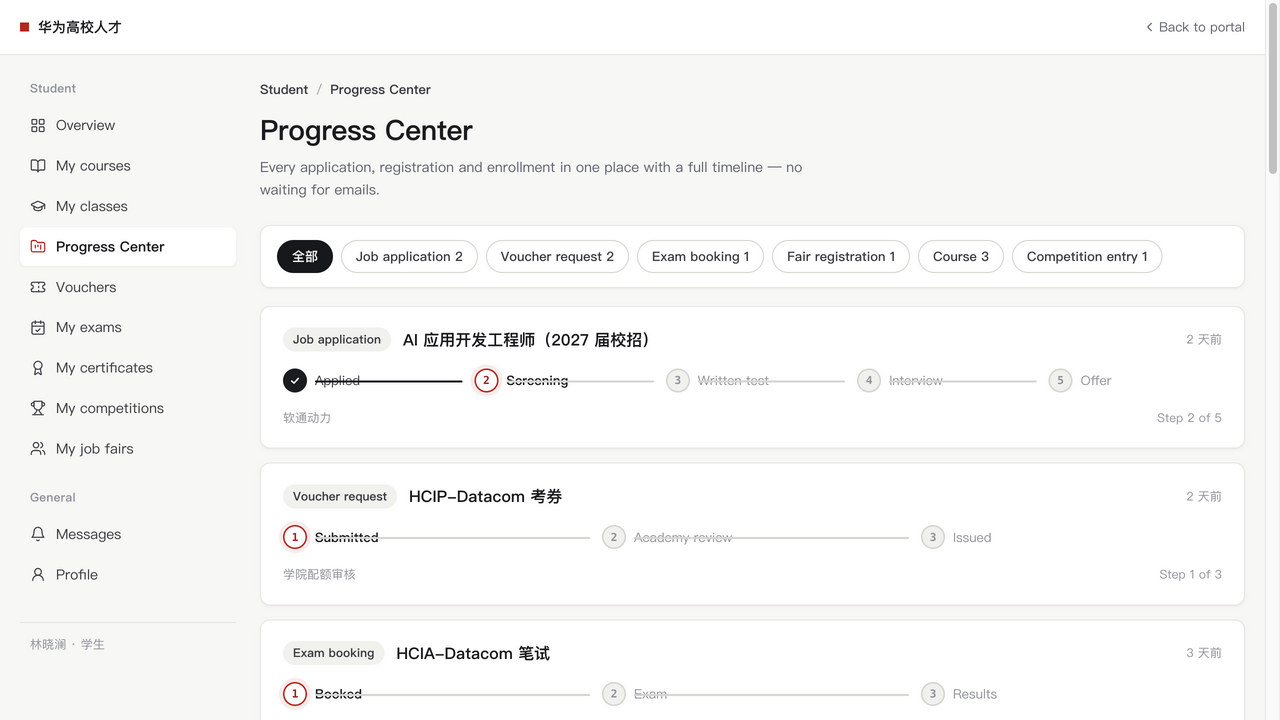 华为高校人才
Back to portal
Student
Overview
My courses
My classes
Progress Center
Vouchers
My exams
My certificates
My competitions
My job fairs
General
Messages
Profile
林晓澜 · 学生
Student / Progress Center
Progress Center
Every application, registration and enrollment in one place with a full timeline — no
waiting for emails.
全部 Job application 2 Voucher request 2 Exam booking 1 Fair registration 1 Course 3 Competition entry 1
Job application AI 应用开发工程师（2027 届校招） 2 天前
Applied 2 Screening 3 Written test 4 Interview 5 Offer
软通动力 Step 2 of 5
Voucher request HCIP–Datacom 考券 2 天前
1 Submitted 2 Academy review 3 Issued
学院配额审核 Step 1 of 3
Exam booking HCIA–Datacom 笔试 3 天前
1 Booked 2 Exam 3 Results